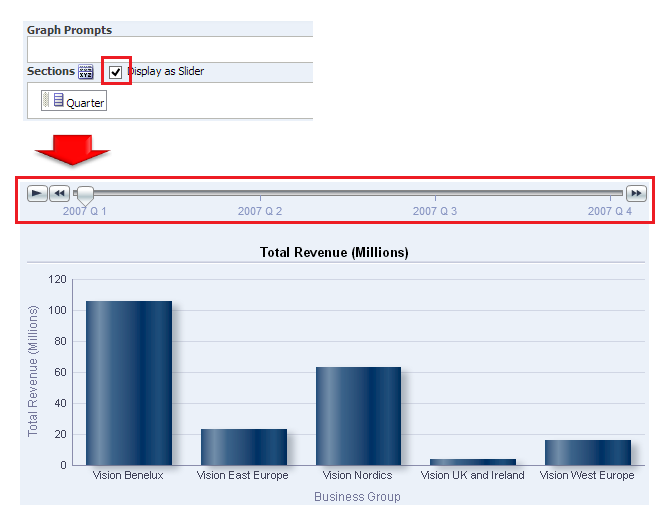 Graph Prompts
Sections Display as Slider
Quarter
2007 Q 1 2007 Q 2 2007 Q 3 2007 Q 4
Total Revenue (Millions)
Total Revenue (Millions)
120
100
80
60
40
20
0
Vision Benelux Vision East Europe Vision Nordics Vision UK and Ireland Vision West Europe
Business Group